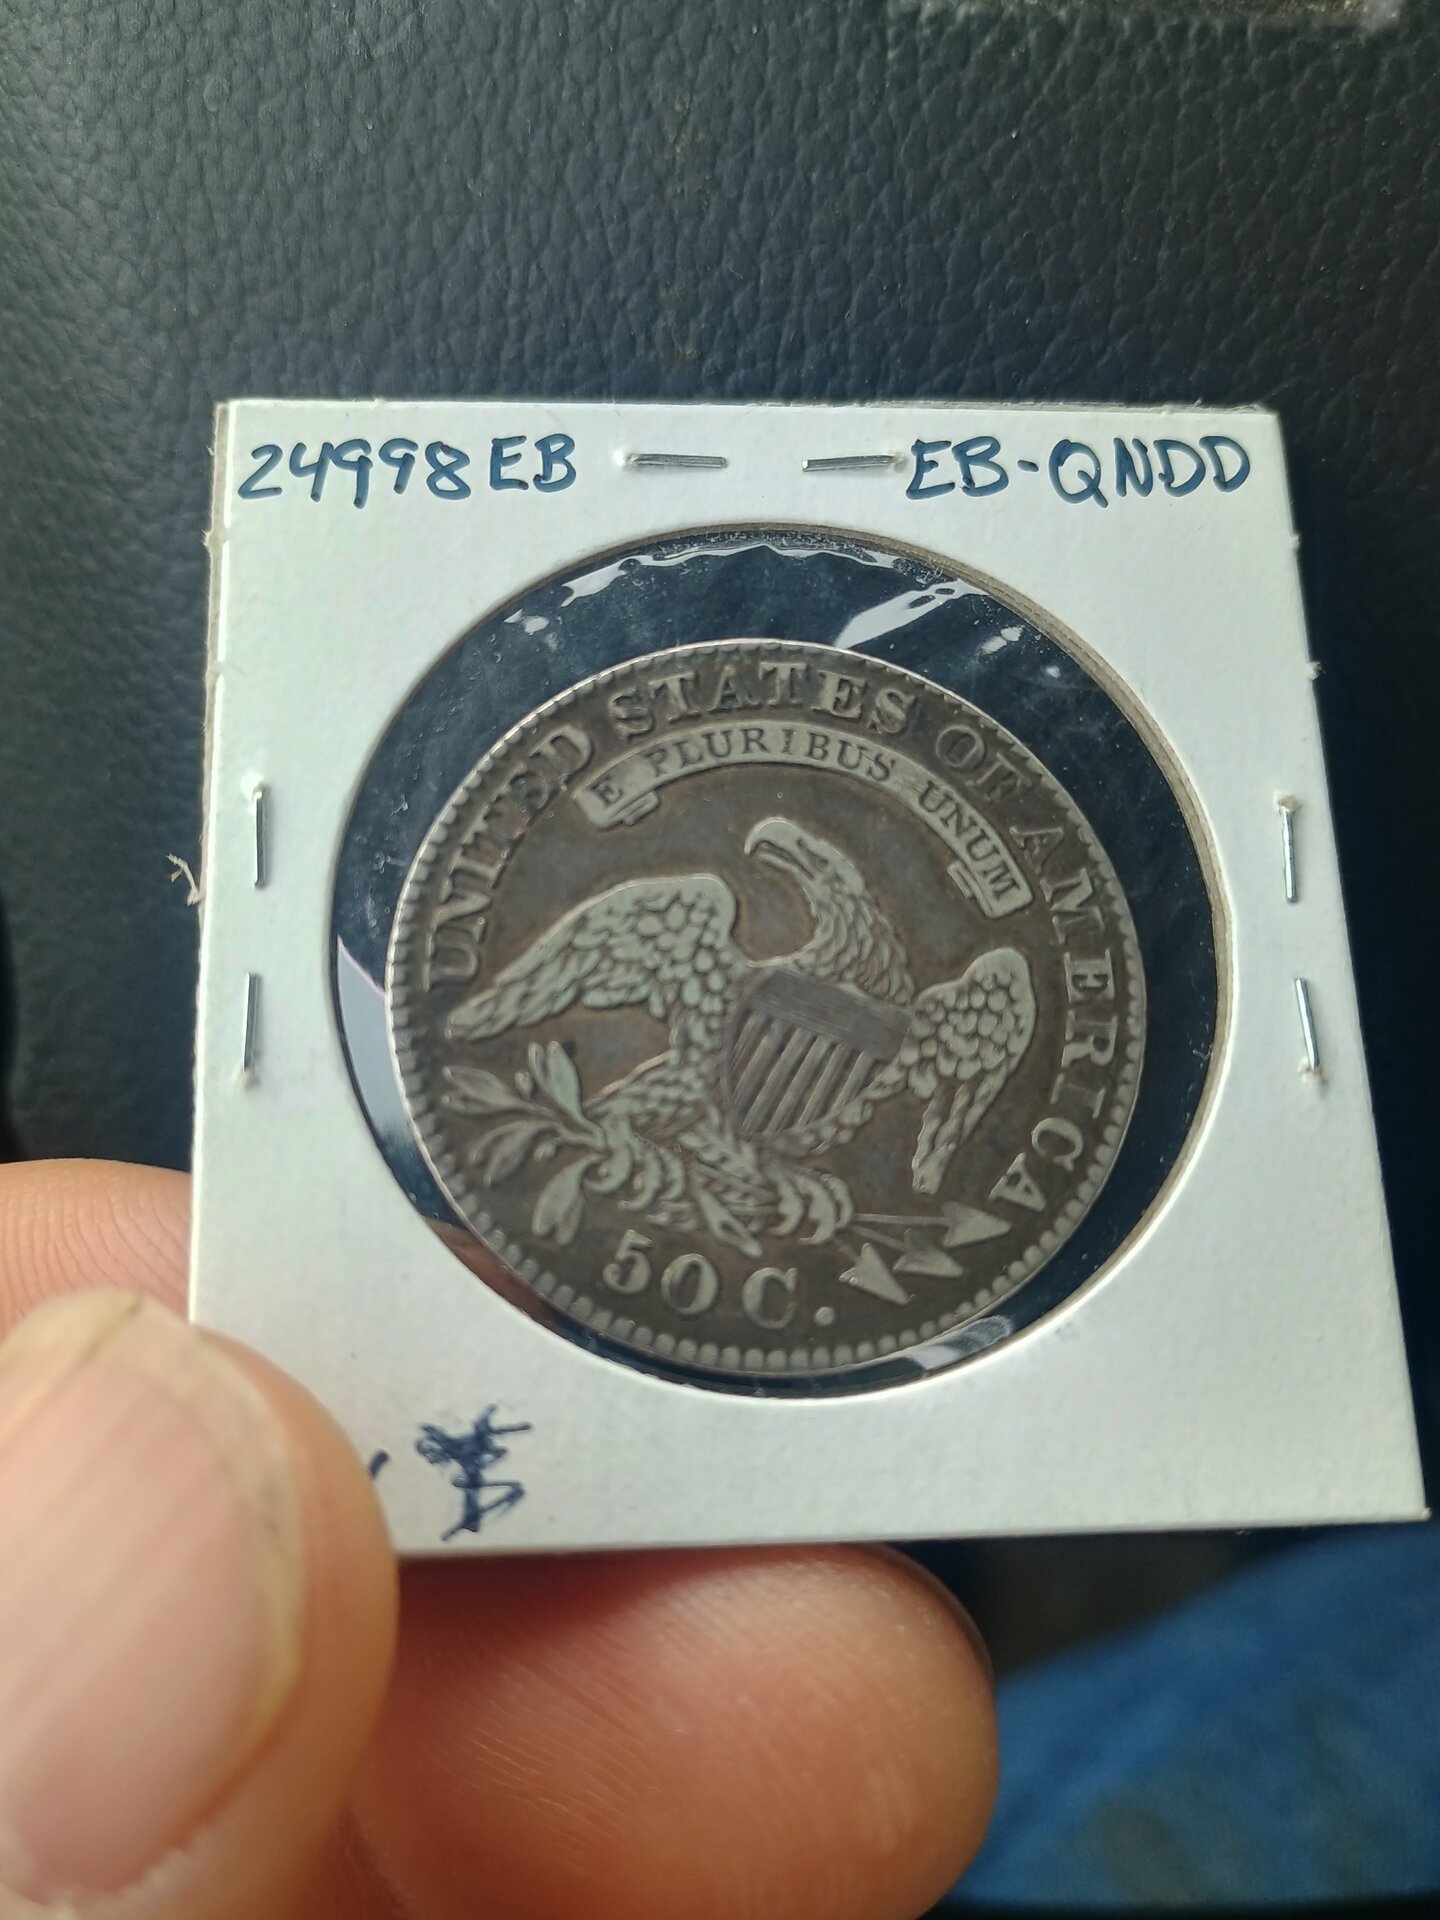 24998EB EB-QNDD
UNITED STATES OF AMERICA
E PLURIBUS UNUM
50 C.